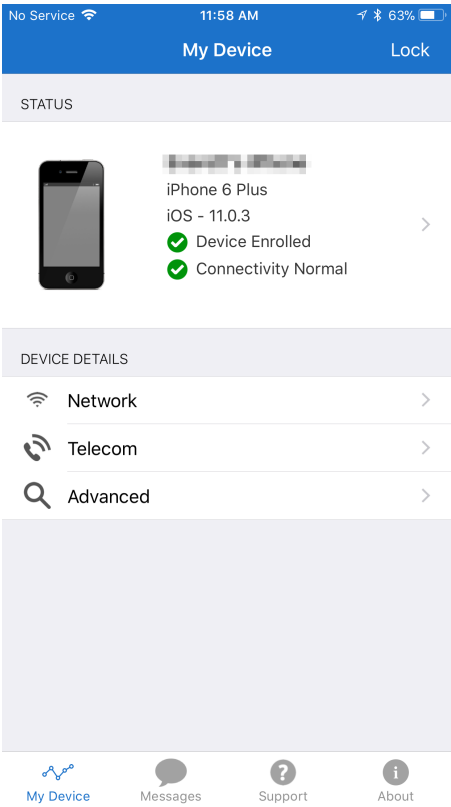 No Service 11:58 AM 63%
My Device Lock
STATUS
iPhone 6 Plus
iOS - 11.0.3
Device Enrolled
Connectivity Normal
DEVICE DETAILS
Network
Telecom
Advanced
My Device Messages Support About